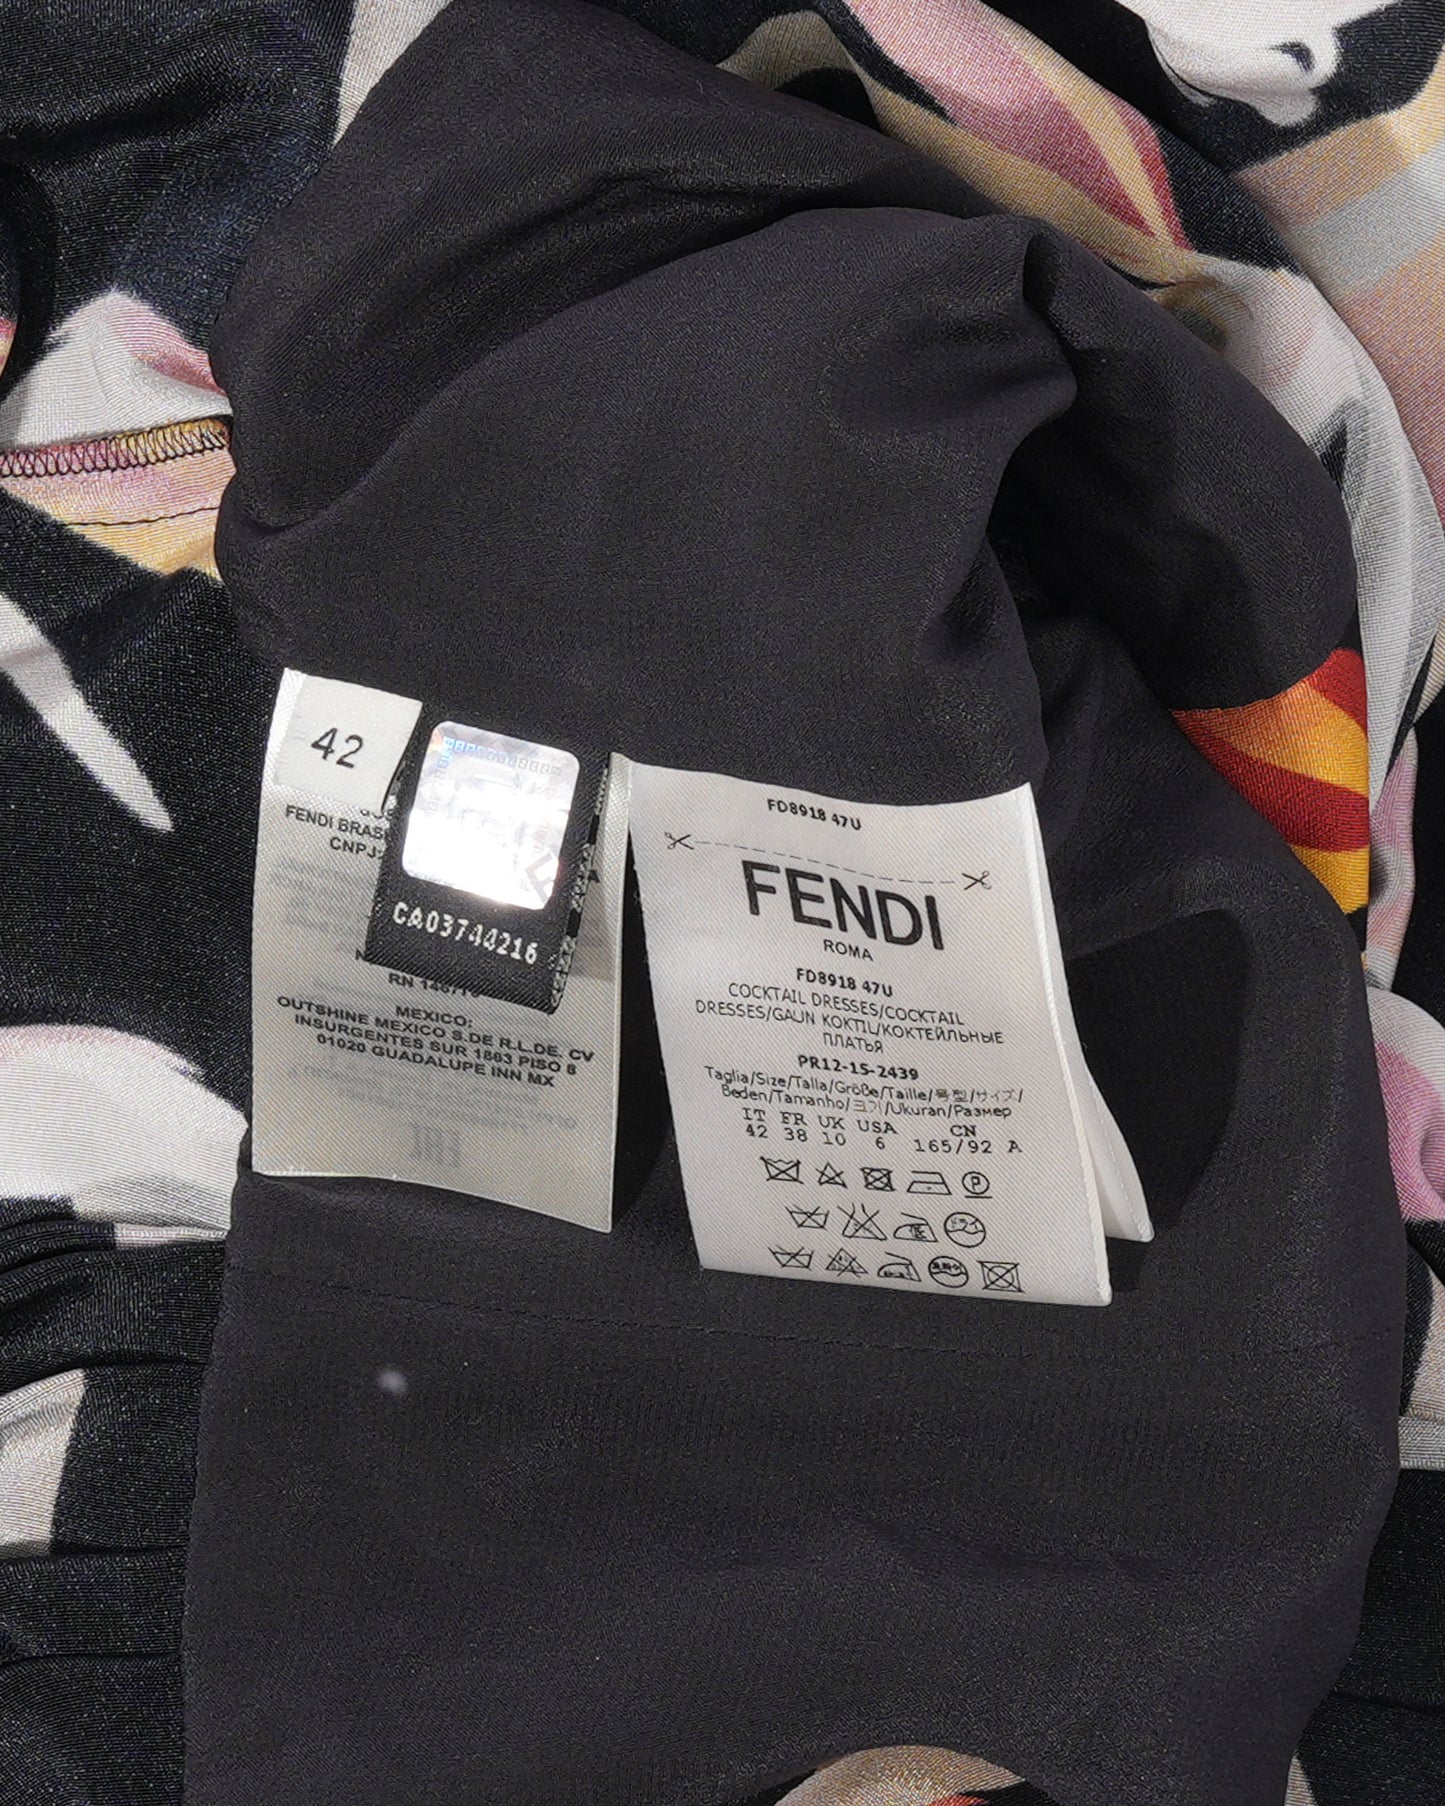 42
FENDI BRAS
CNPJ:
CA03744216
MEXICO:
OUTSHINE MEXICO S.DE R.L.DE. CV
INSURGENTES SUR 1863 PISO 8
01020 GUADALUPE INN MX
FD8918 47U
FENDI
ROMA
FD8918 47U
COCKTAIL DRESSES/COCKTAIL
DRESSES/GAUN KOKTIL/КОКТЕЙЛЬНЫЕ
ПЛАТЬЯ
PR12-15-2439
Taglia/Size/Talla/Größe/Taille/号型/サイズ/
Beden/Tamanho/크기/Ukuran/Размер
IT FR UK USA CN
42 38 10 6 165/92 A
P
ドライ